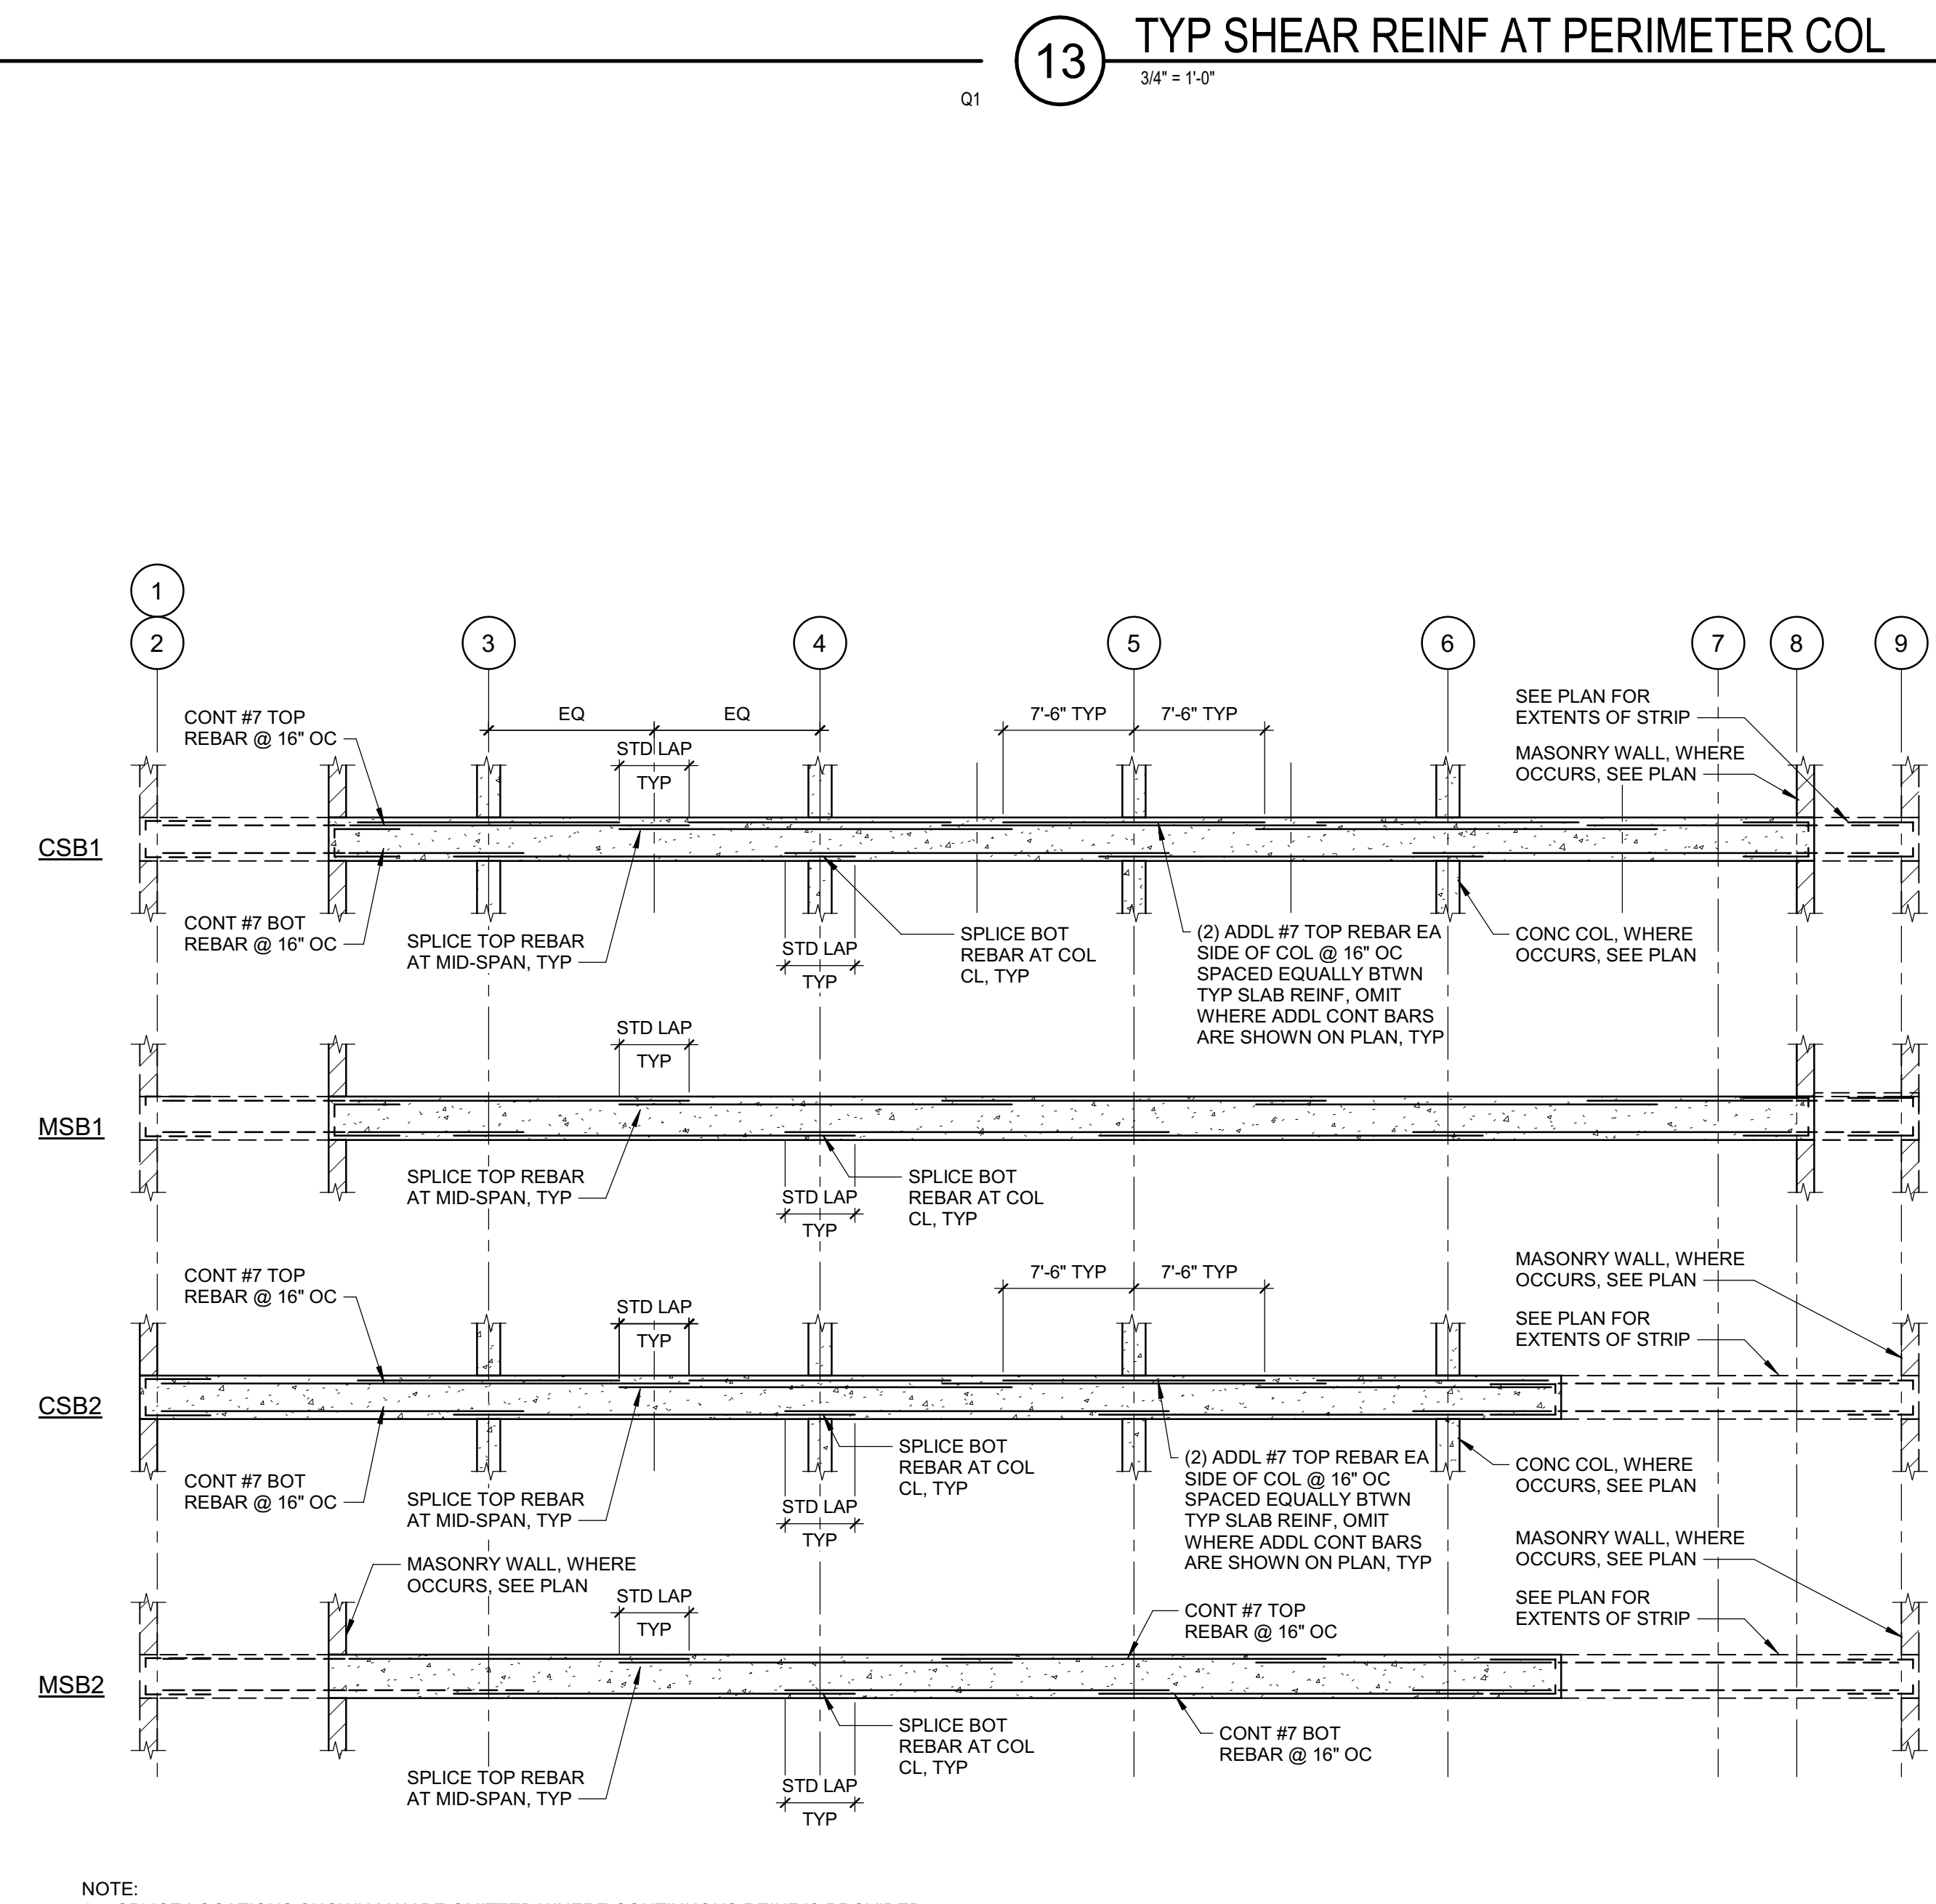 13
TYP SHEAR REINF AT PERIMETER COL
3/4" = 1'-0"
Q1
1
2
3
4
5
6
7
8
9
CONT #7 TOP
REBAR @ 16" OC
EQ
EQ
STD LAP
TYP
7'-6" TYP
7'-6" TYP
SEE PLAN FOR
EXTENTS OF STRIP
MASONRY WALL, WHERE
OCCURS, SEE PLAN
CSB1
CONT #7 BOT
REBAR @ 16" OC
SPLICE TOP REBAR
AT MID-SPAN, TYP
STD LAP
TYP
SPLICE BOT
REBAR AT COL
CL, TYP
(2) ADDL #7 TOP REBAR EA
SIDE OF COL @ 16" OC
SPACED EQUALLY BTWN
TYP SLAB REINF, OMIT
WHERE ADDL CONT BARS
ARE SHOWN ON PLAN, TYP
CONC COL, WHERE
OCCURS, SEE PLAN
STD LAP
TYP
MSB1
SPLICE TOP REBAR
AT MID-SPAN, TYP
STD LAP
TYP
SPLICE BOT
REBAR AT COL
CL, TYP
CONT #7 TOP
REBAR @ 16" OC
STD LAP
TYP
7'-6" TYP
7'-6" TYP
MASONRY WALL, WHERE
OCCURS, SEE PLAN
SEE PLAN FOR
EXTENTS OF STRIP
CSB2
CONT #7 BOT
REBAR @ 16" OC
SPLICE TOP REBAR
AT MID-SPAN, TYP
STD LAP
TYP
SPLICE BOT
REBAR AT COL
CL, TYP
(2) ADDL #7 TOP REBAR EA
SIDE OF COL @ 16" OC
SPACED EQUALLY BTWN
TYP SLAB REINF, OMIT
WHERE ADDL CONT BARS
ARE SHOWN ON PLAN, TYP
CONC COL, WHERE
OCCURS, SEE PLAN
MASONRY WALL, WHERE
OCCURS, SEE PLAN
STD LAP
TYP
CONT #7 TOP
REBAR @ 16" OC
MASONRY WALL, WHERE
OCCURS, SEE PLAN
SEE PLAN FOR
EXTENTS OF STRIP
MSB2
SPLICE TOP REBAR
AT MID-SPAN, TYP
STD LAP
TYP
SPLICE BOT
REBAR AT COL
CL, TYP
CONT #7 BOT
REBAR @ 16" OC
NOTE: